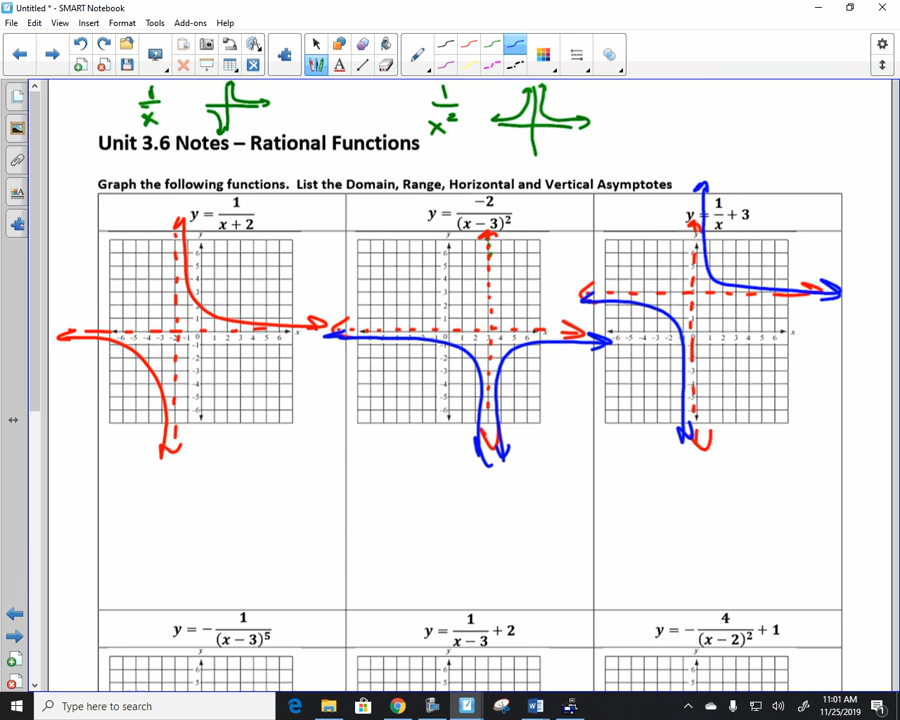 Untitled * - SMART Notebook
File Edit View Insert Format Tools Add-ons Help
1/x
1/x²
Unit 3.6 Notes – Rational Functions
Graph the following functions. List the Domain, Range, Horizontal and Vertical Asymptotes
y = 1/(x + 2)
y = -2/(x − 3)²
y = 1/x + 3
y = − 1/(x − 3)⁵
y = 1/(x − 3) + 2
y = − 4/(x − 2)² + 1
Type here to search
11:01 AM
11/25/2019